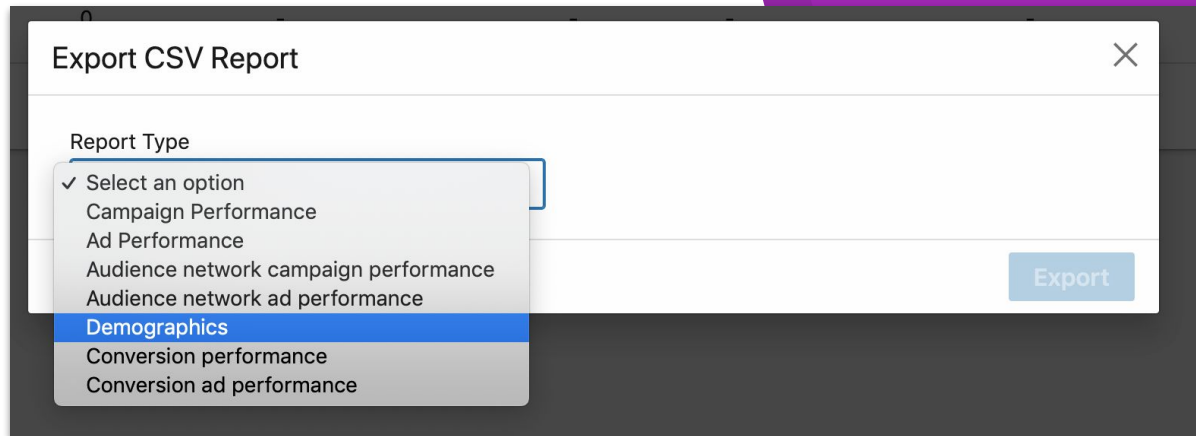 Export CSV Report
Report Type
Select an option
Campaign Performance
Ad Performance
Audience network campaign performance
Audience network ad performance
Demographics
Conversion performance
Conversion ad performance
Export